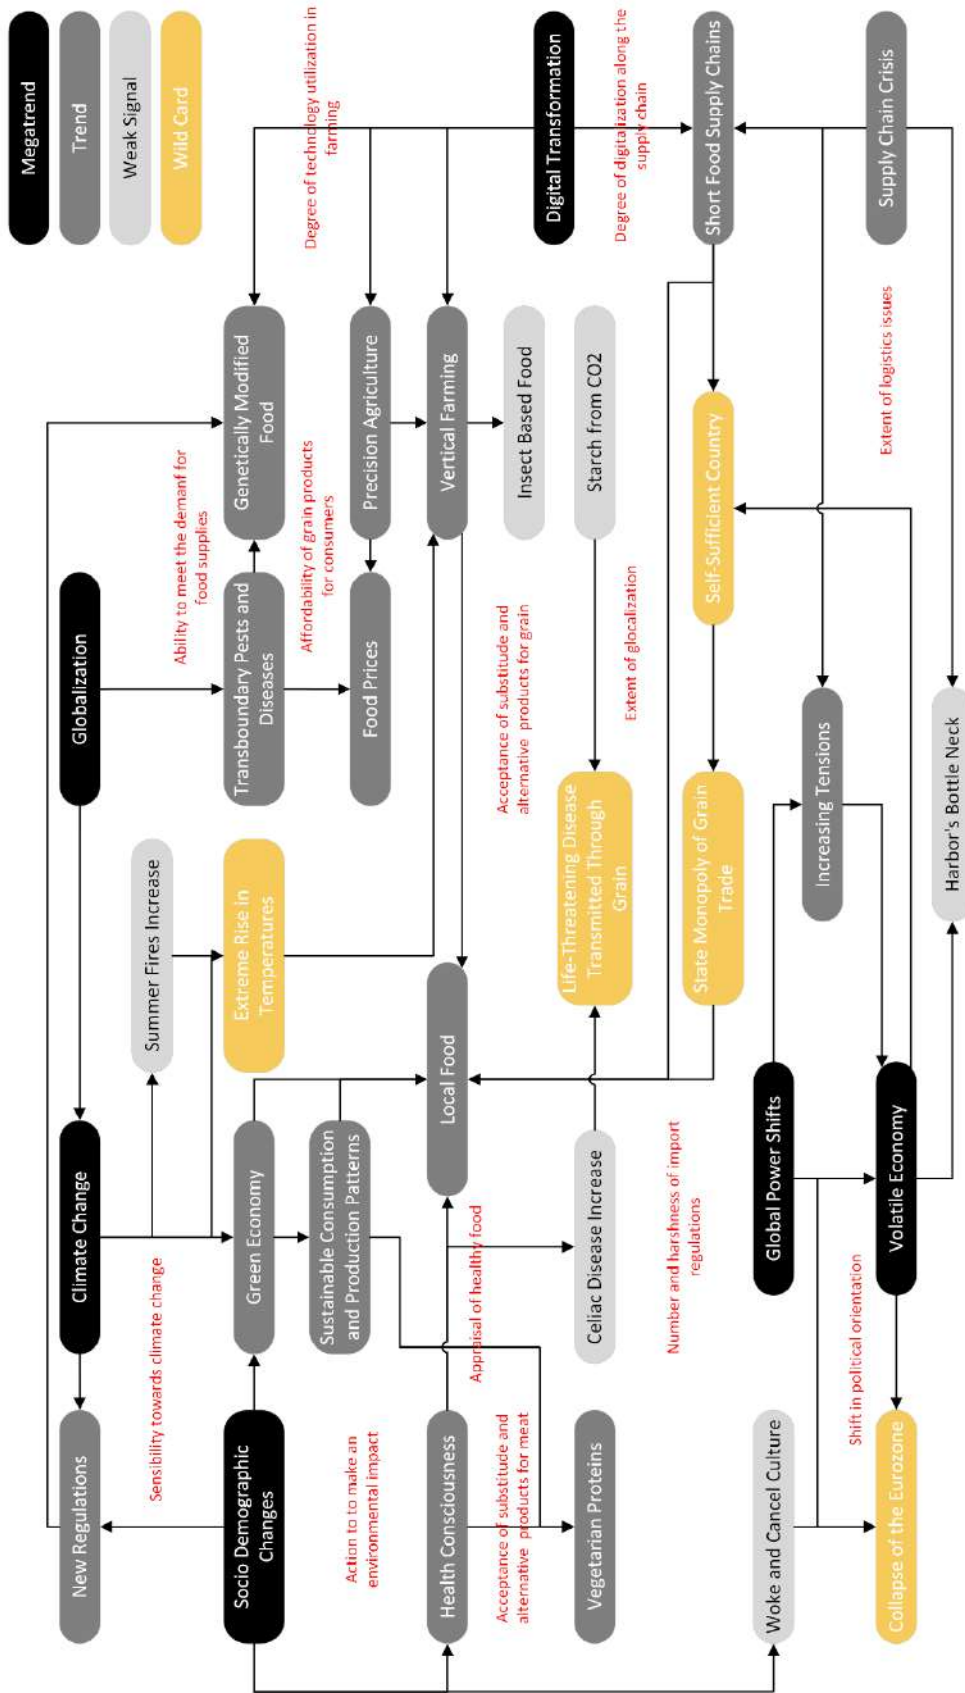 Megatrend
New Regulations
Climate Change
Globalization
Trend
Weak Signal
Sensibility towards climate change
Summer Fires Increase
Wild Card
Ability to meet the demanf for
food supplies
Socio Demographic
Changes
Green Economy
Extreme Rise in
Temperatures
Transboundary Pests and
Diseases
Genetically Modified
Food
Action to to make an
environmental impact
Sustainable Consumption
and Production Patterns
Affordability of grain products
for consumers
Degree of technology utilization in
farming
Food Prices
Precision Agriculture
Health Consciousness
Appraisal of healthy food
Local Food
Vertical Farming
Acceptance of substitude and
alternative products for meat
Acceptance of substitude and
alternative products for grain
Insect Based Food
Digital Transformation
Vegetarian Proteins
Celiac Disease Increase
Life-Threatening Disease
Transmitted Through
Grain
Starch from CO2
Degree of digitalization along the
supply chain
Number and harshness of import
regulations
Extent of glocalization
State Monopoly of Grain
Trade
Self-Sufficient Country
Short Food Supply Chains
Woke and Cancel Culture
Global Power Shifts
Increasing Tensions
Shift in political orientation
Extent of logistics issues
Collapse of the Eurozone
Volatile Economy
Supply Chain Crisis
Harbor's Bottle Neck